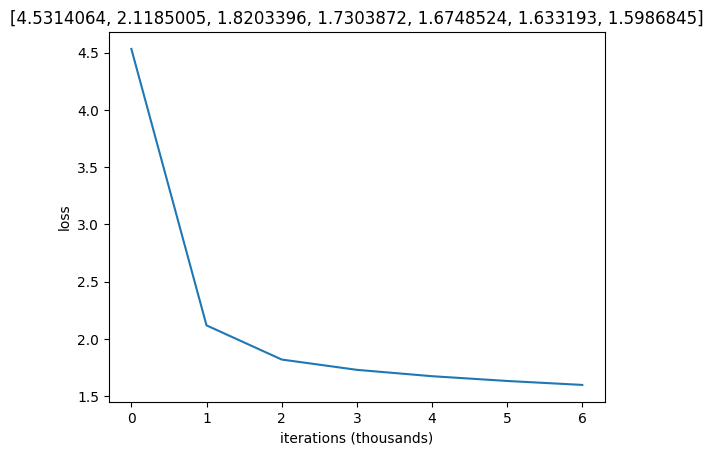 [4.5314064, 2.1185005, 1.8203396, 1.7303872, 1.6748524, 1.633193, 1.5986845]
4.5
4.0
3.5
3.0
2.5
2.0
1.5
loss
0 1 2 3 4 5 6
iterations (thousands)